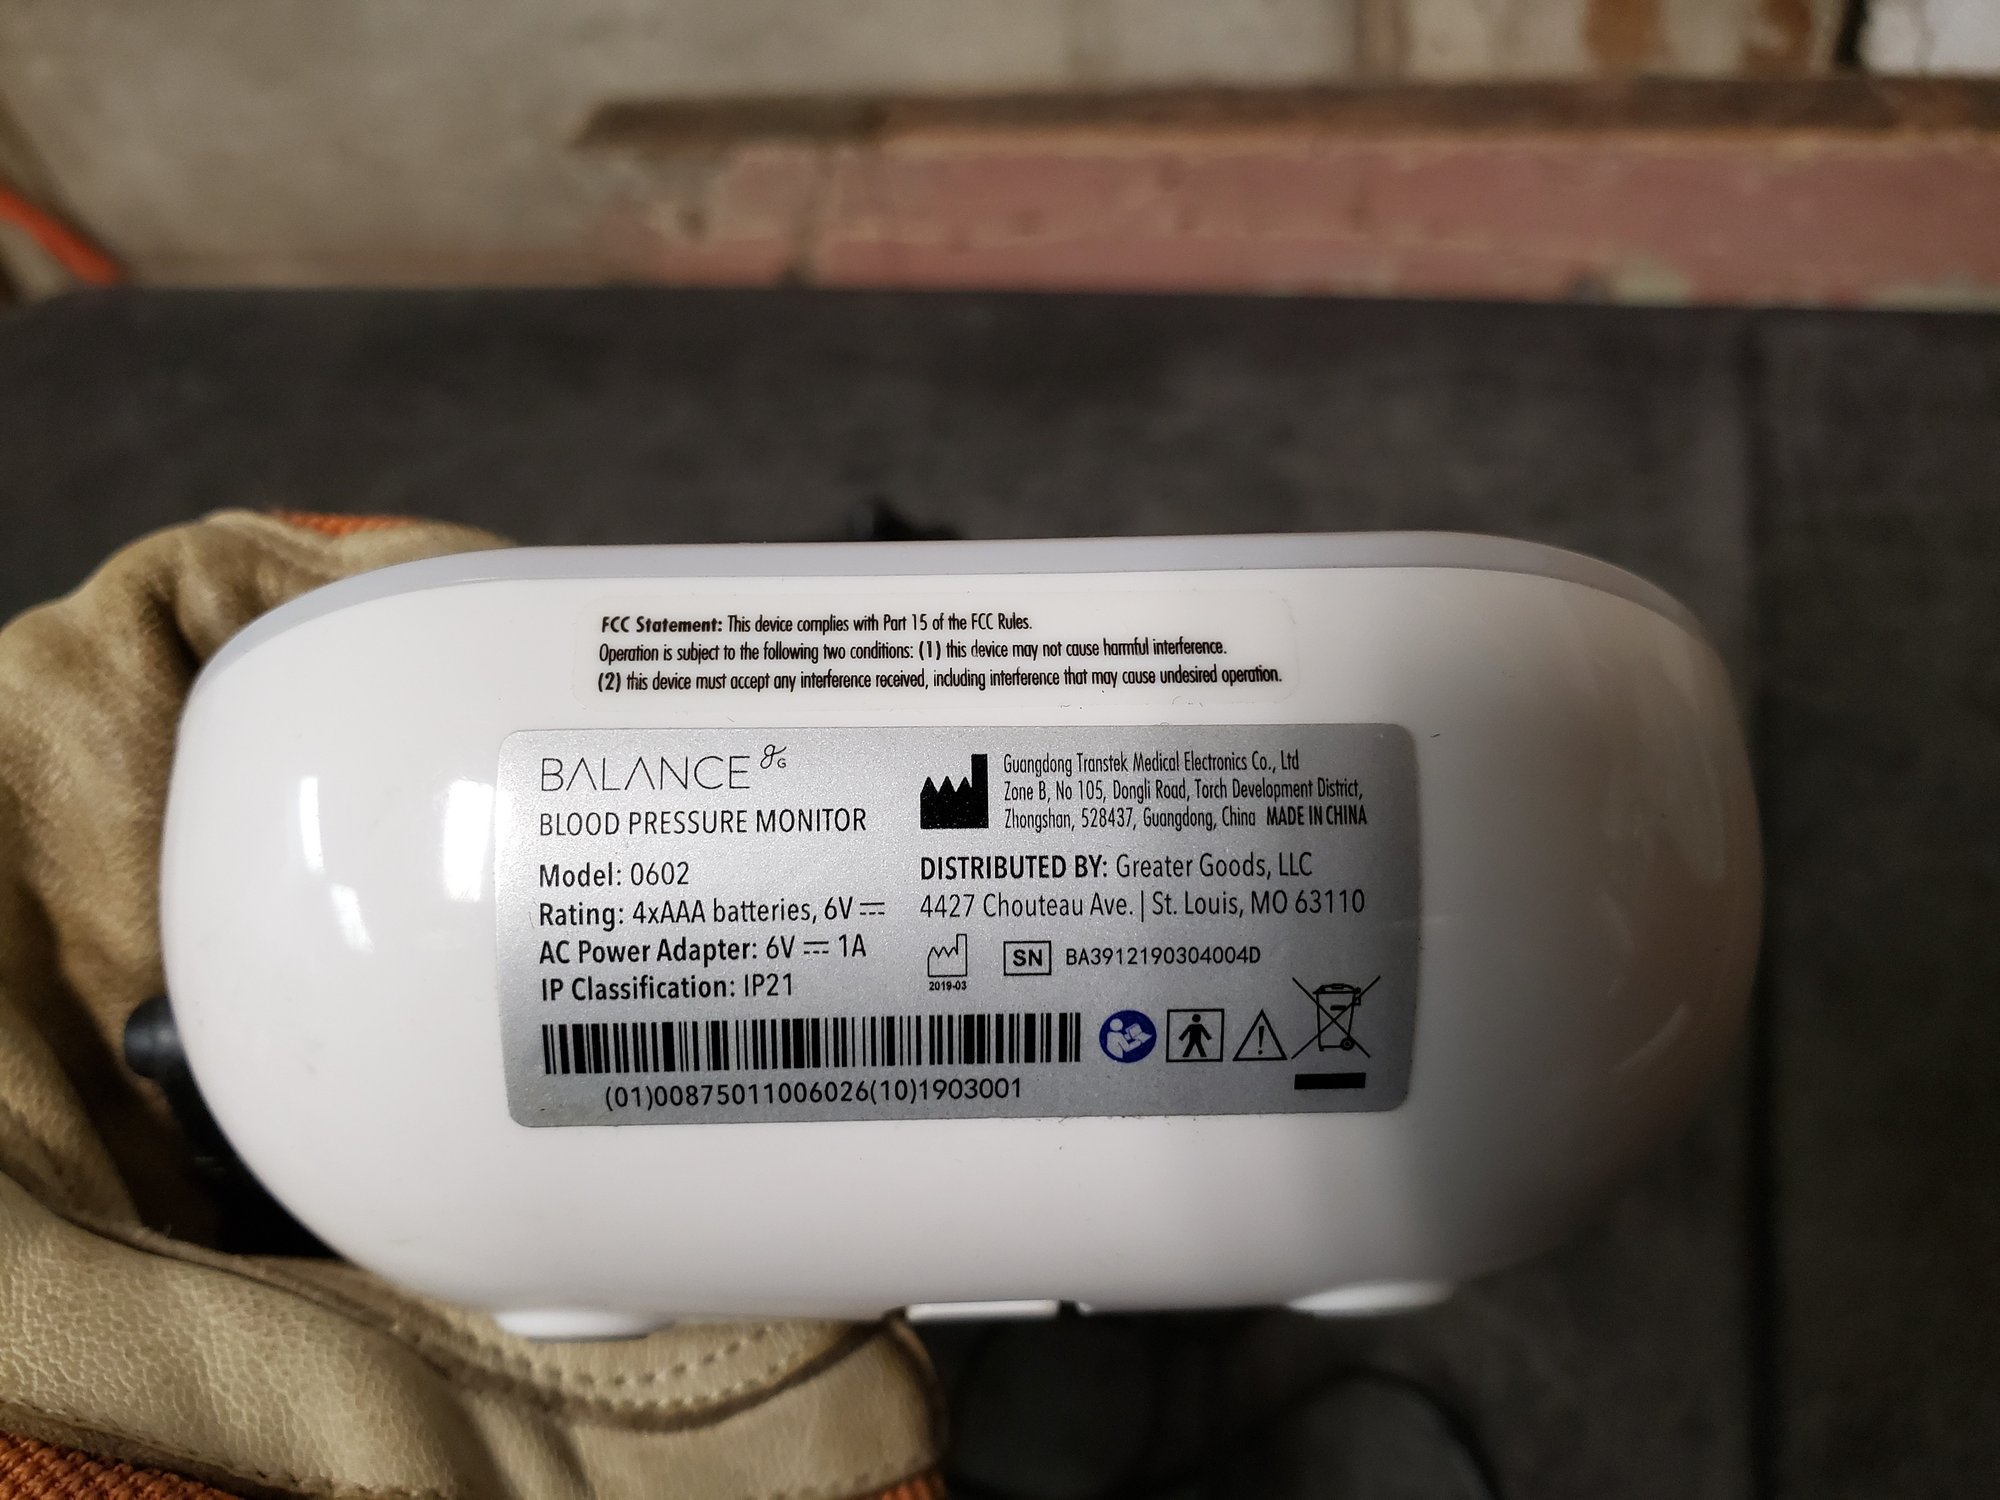 FCC Statement: This device complies with Part 15 of the FCC Rules.
Operation is subject to the following two conditions: (1) this device may not cause harmful interference.
(2) this device must accept any interference received, including interference that may cause undesired operation.
BALANCE gG
BLOOD PRESSURE MONITOR
Model: 0602
Rating: 4xAAA batteries, 6V ⎓
AC Power Adapter: 6V ⎓ 1A
IP Classification: IP21
(01)00875011006026(10)1903001
Guangdong Transtek Medical Electronics Co., Ltd
Zone B, No 105, Dongli Road, Torch Development District,
Zhongshan, 528437, Guangdong, China MADE IN CHINA
DISTRIBUTED BY: Greater Goods, LLC
4427 Chouteau Ave. | St. Louis, MO 63110
2019-03
SN BA3912190304004D